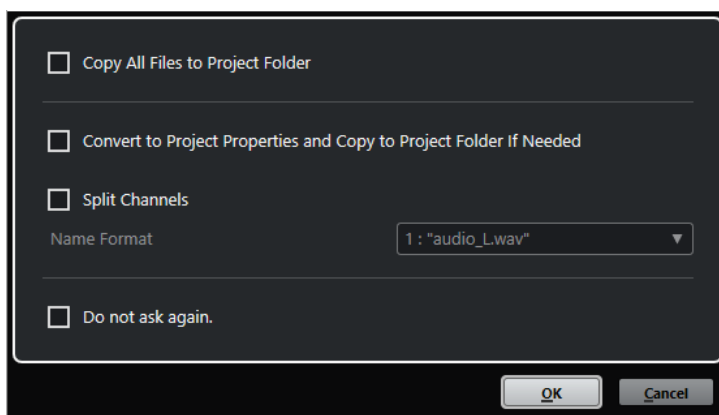 Copy All Files to Project Folder
Convert to Project Properties and Copy to Project Folder If Needed
Split Channels
Name Format 1 : "audio_L.wav"
Do not ask again.
OK Cancel